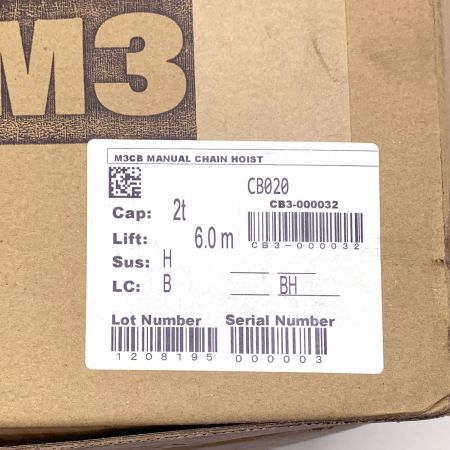 M3
M3CB MANUAL CHAIN HOIST
CB020
CB3-000032
Cap: 2t
CB3-000032
Lift: 6.0 m
Sus: H
LC: B BH
Lot Number Serial Number
1208195 000003